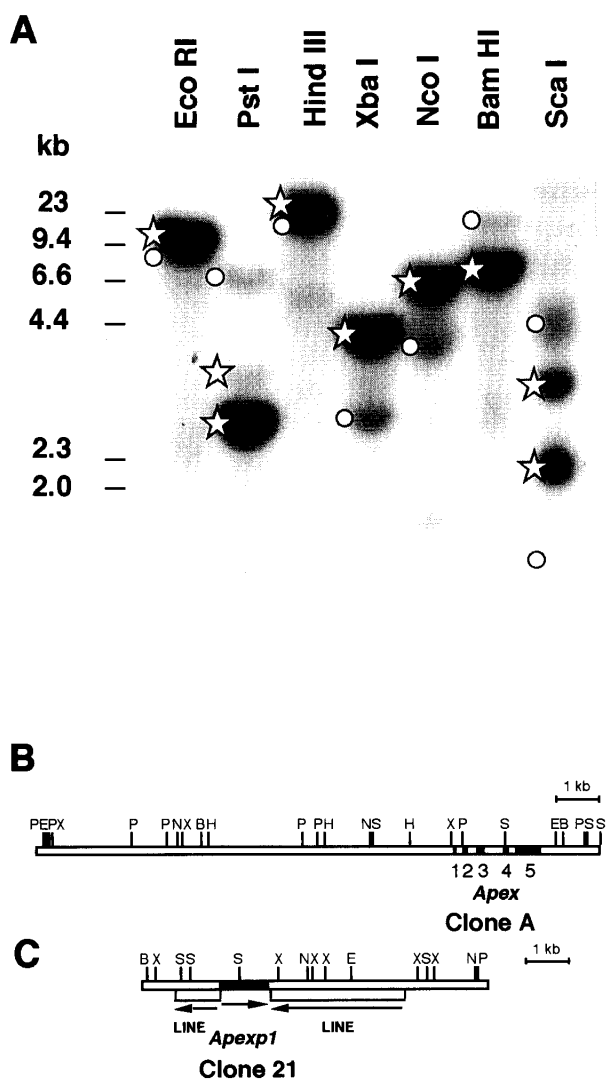 A
Eco RI
Pst I
Hind III
Xba I
Nco I
Bam HI
Sca I
kb
23
9.4
6.6
4.4
2.3
2.0
B
1 kb
PEPX P PNX BH P PH NS H X P S EB PS S
1 2 3 4 5
Apex
Clone A
C
B X SS S X NX X E XSX NP
1 kb
LINE Apexp1 LINE
Clone 21